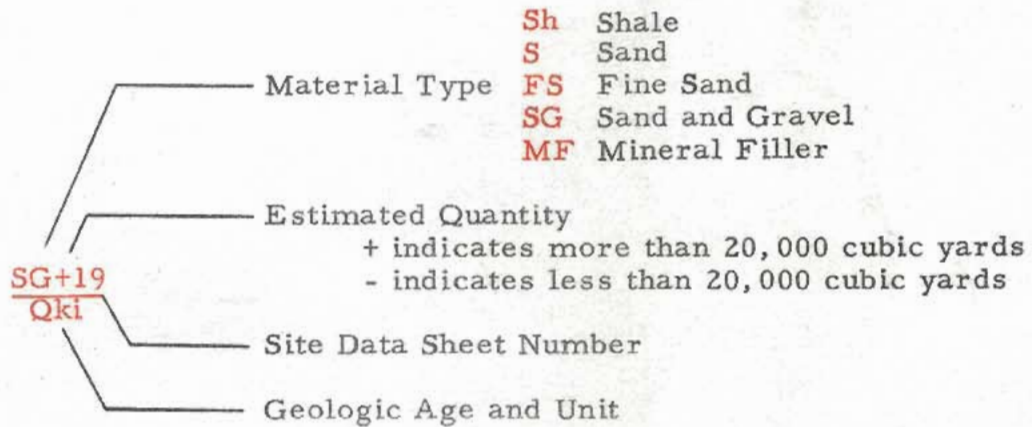 Sh Shale
S Sand
Material Type FS Fine Sand
SG Sand and Gravel
MF Mineral Filler
Estimated Quantity
+ indicates more than 20,000 cubic yards
- indicates less than 20,000 cubic yards
SG+19
Qki
Site Data Sheet Number
Geologic Age and Unit